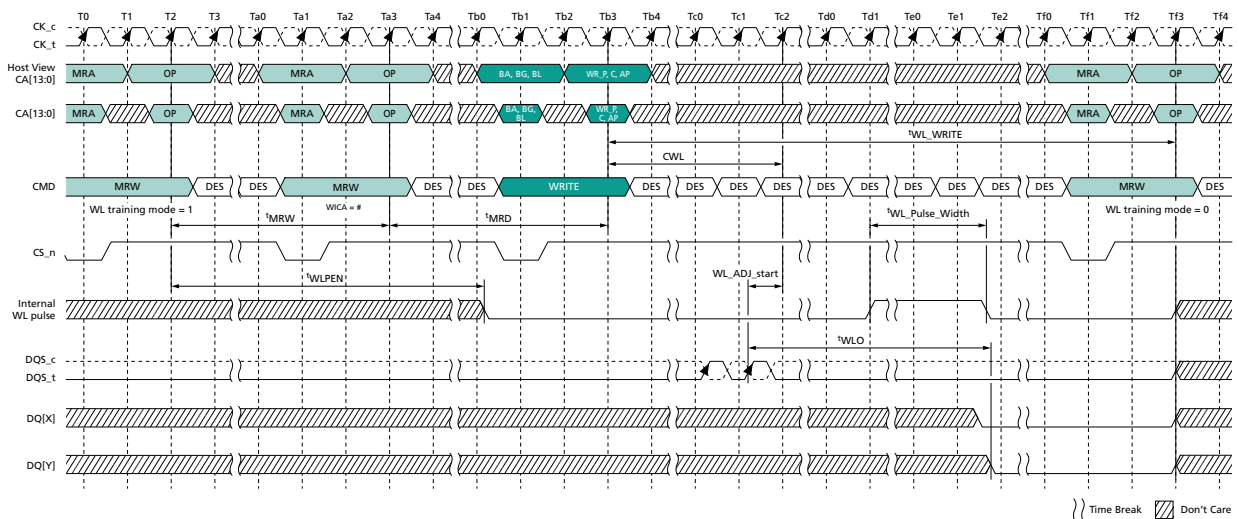 T0 T1 T2 T3 Ta0 Ta1 Ta2 Ta3 Ta4 Tb0 Tb1 Tb2 Tb3 Tb4 Tc0 Tc1 Tc2 Td0 Td1 Te0 Te1 Te2 Tf0 Tf1 Tf2 Tf3 Tf4
CK_c
CK_t
Host View
CA[13:0]
MRA OP MRA OP BA, BG, BL WR_P, C, AP MRA OP
CA[13:0] MRA OP MRA OP BA, BG, BL WR_P, C, AP MRA OP
tWL_WRITE
CWL
CMD MRW DES DES MRW DES DES WRITE DES DES DES DES DES DES DES DES DES MRW DES
WL training mode = 1 WICA = # WL training mode = 0
tMRW tMRD tWL_Pulse_Width
CS_n
tWLPEN WL_ADJ_start
Internal
WL pulse
tWLO
DQS_c
DQS_t
DQ[X]
DQ[Y]
Time Break Don't Care